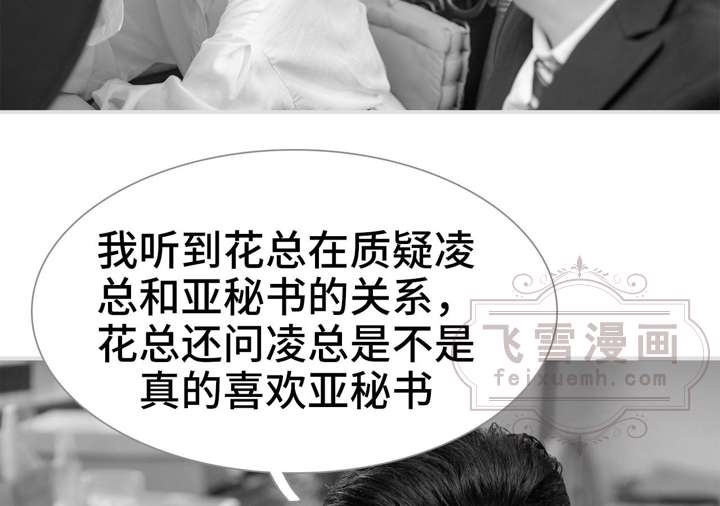 我听到花总在质疑凌
总和亚秘书的关系，
花总还问凌总是不是
真的喜欢亚秘书
飞雪漫画
feixuemh.com